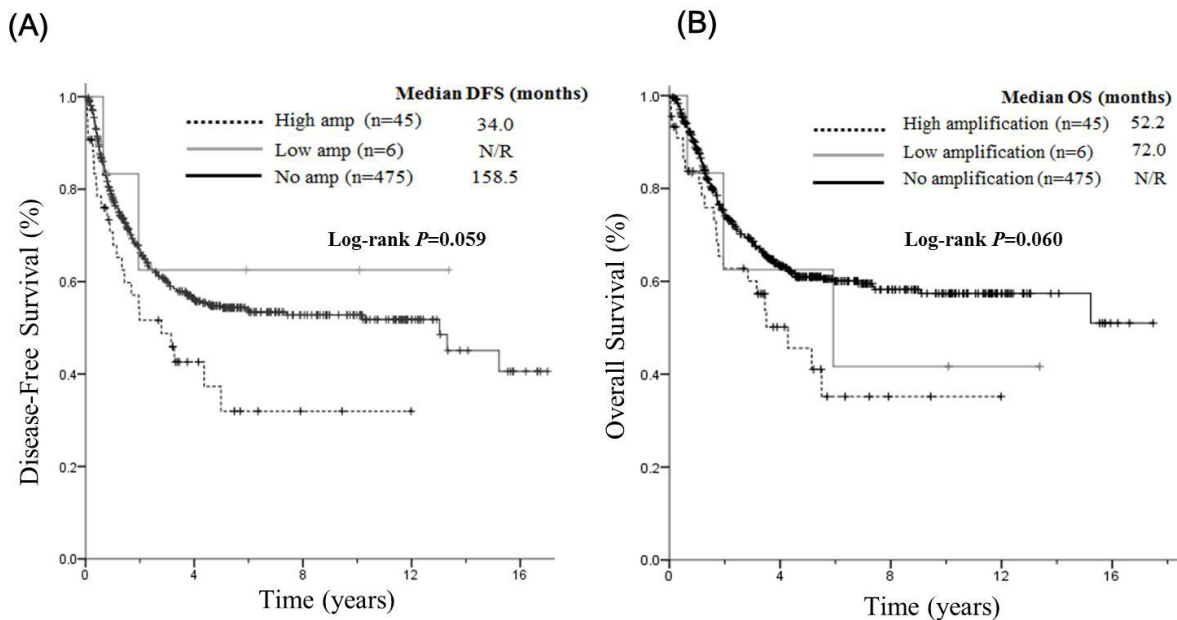 (A)
Median DFS (months)
High amp (n=45) 34.0
Low amp (n=6) N/R
No amp (n=475) 158.5
Log-rank P=0.059
Disease-Free Survival (%)
1.0
0.8
0.6
0.4
0.2
0.0
0 4 8 12 16
Time (years)
(B)
Median OS (months)
High amplification (n=45) 52.2
Low amplification (n=6) 72.0
No amplification (n=475) N/R
Log-rank P=0.060
Overall Survival (%)
1.0
0.8
0.6
0.4
0.2
0.0
0 4 8 12 16
Time (years)